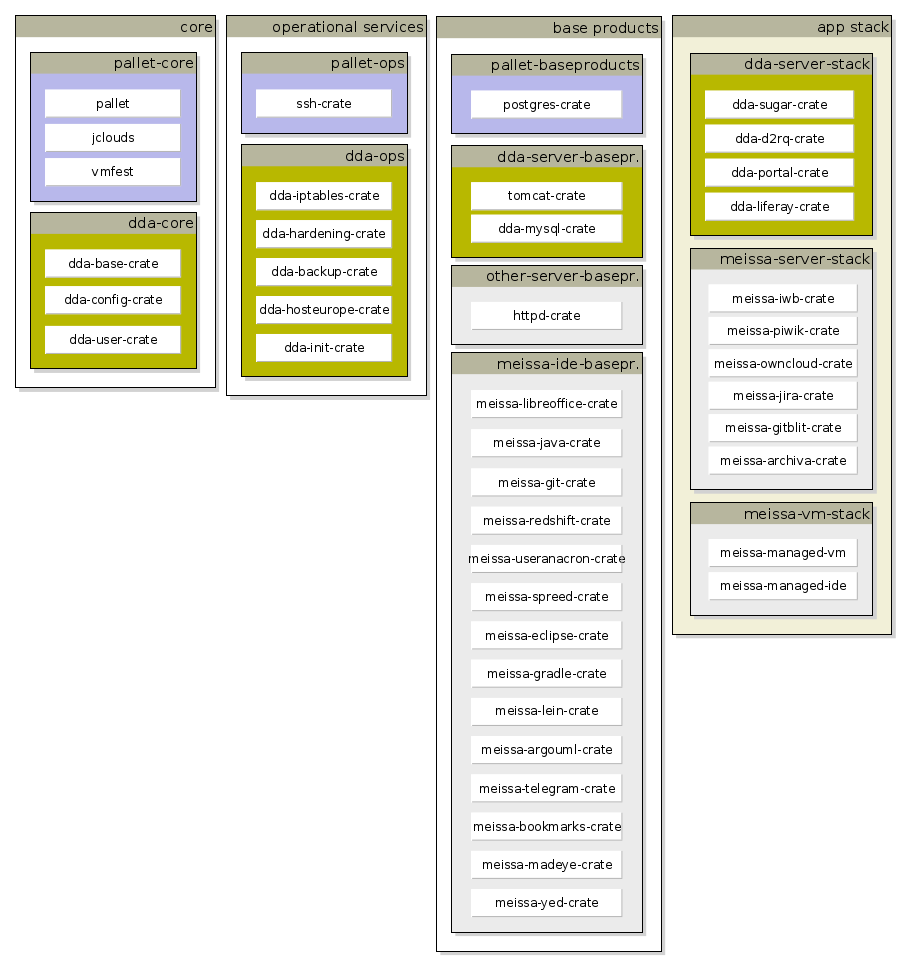 core
pallet-core
pallet
jclouds
vmfest
dda-core
dda-base-crate
dda-config-crate
dda-user-crate
operational services
pallet-ops
ssh-crate
dda-ops
dda-iptables-crate
dda-hardening-crate
dda-backup-crate
dda-hosteurope-crate
dda-init-crate
base products
pallet-baseproducts
postgres-crate
dda-server-basepr.
tomcat-crate
dda-mysql-crate
other-server-basepr.
httpd-crate
meissa-ide-basepr.
meissa-libreoffice-crate
meissa-java-crate
meissa-git-crate
meissa-redshift-crate
meissa-useranacron-crate
meissa-spreed-crate
meissa-eclipse-crate
meissa-gradle-crate
meissa-lein-crate
meissa-argouml-crate
meissa-telegram-crate
meissa-bookmarks-crate
meissa-madeye-crate
meissa-yed-crate
app stack
dda-server-stack
dda-sugar-crate
dda-d2rq-crate
dda-portal-crate
dda-liferay-crate
meissa-server-stack
meissa-iwb-crate
meissa-piwik-crate
meissa-owncloud-crate
meissa-jira-crate
meissa-gitblit-crate
meissa-archiva-crate
meissa-vm-stack
meissa-managed-vm
meissa-managed-ide